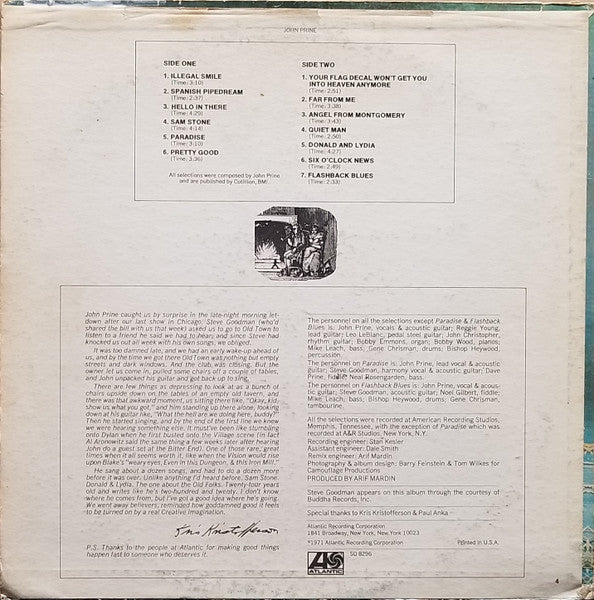 JOHN PRINE
SIDE ONE
1. ILLEGAL SMILE
(Time: 3:10)
2. SPANISH PIPEDREAM
(Time: 2:37)
3. HELLO IN THERE
(Time: 4:29)
4. SAM STONE
(Time: 4:14)
5. PARADISE
(Time: 3:10)
6. PRETTY GOOD
(Time: 3:36)
All selections were composed by John Prine
and are published by Cotillion, BMI.
SIDE TWO
1. YOUR FLAG DECAL WON'T GET YOU
INTO HEAVEN ANYMORE
(Time: 2:51)
2. FAR FROM ME
(Time: 3:38)
3. ANGEL FROM MONTGOMERY
(Time: 3:43)
4. QUIET MAN
(Time: 2:50)
5. DONALD AND LYDIA
(Time: 4:27)
6. SIX O'CLOCK NEWS
(Time: 2:49)
7. FLASHBACK BLUES
(Time: 2:33)
John Prine caught us by surprise in the late-night morning let-
down after our last show in Chicago. Steve Goodman (who'd
shared the bill with us that week) asked us to go to Old Town to
listen to a friend he said we had to hear; and since Steve had
knocked us out all week with his own songs, we obliged.
It was too damned late, and we had an early wake-up ahead of
us, and by the time we got there Old Town was nothing but empty
streets and dark windows. And the club was closing. But the
owner let us come in, pulled some chairs off a couple of tables,
and John unpacked his guitar and got back up to sing.
There are few things as depressing to look at as a bunch of
chairs upside down on the tables of an empty old tavern, and
there was that awkward moment, us sitting there like, "Okay, kid,
show us what you got," and him standing up there alone, looking
down at his guitar like, "What the hell are we doing here, buddy?"
Then he started singing, and by the end of the first line we knew
we were hearing something else. It must've been like stumbling
onto Dylan when he first busted onto the Village scene (in fact
Al Aronowitz said the same thing a few weeks later after hearing
John do a guest set at the Bitter End). One of those rare, great
times when it all seems worth it, like when the Vision would rise
upon Blake's "weary eyes, Even in this Dungeon, & this Iron Mill."
He sang about a dozen songs, and had to do a dozen more
before it was over. Unlike anything I'd heard before. Sam Stone.
Donald & Lydia. The one about the Old Folks. Twenty-four years
old and writes like he's two-hundred and twenty. I don't know
where he comes from, but I've got a good idea where he's going.
We went away believers, reminded how goddamned good it feels
to be turned on by a real Creative Imagination.
Kris Kristofferson
P.S. Thanks to the people at Atlantic for making good things
happen fast to someone who deserves it.
The personnel on all the selections except Paradise & Flashback
Blues is: John Prine, vocals & acoustic guitar; Reggie Young,
lead guitar; Leo LeBlanc, pedal steel guitar; John Christopher,
rhythm guitar; Bobby Emmons, organ; Bobby Wood, pianos;
Mike Leach, bass; Gene Chrisman, drums; Bishop Heywood,
percussion.
The personnel on Paradise is: John Prine, lead vocal & acoustic
guitar; Steve Goodman, harmony vocal & acoustic guitar; Dave
Prine, Fiddle; Neal Rosengarden, bass.
The personnel on Flashback Blues is: John Prine, vocal & acous-
tic guitar; Steve Goodman, acoustic guitar; Noel Gilbert, fiddle;
Mike Leach, bass; Bishop Heywood, drums; Gene Chrisman,
tambourine.
All the selections were recorded at American Recording Studios,
Memphis, Tennessee, with the exception of Paradise which was
recorded at A&R Studios, New York, N.Y.
Recording engineer: Stan Kesler
Assistant engineer: Dale Smith
Remix engineer: Arif Mardin
Photography & album design: Barry Feinstein & Tom Wilkes for
Camouflage Productions
PRODUCED BY ARIF MARDIN
Steve Goodman appears on this album through the courtesy of
Buddha Records, Inc.
Special thanks to Kris Kristofferson & Paul Anka
Atlantic Recording Corporation
1841 Broadway, New York, New York 10023
©1971 Atlantic Recording Corporation
Printed in U.S.A.
ATLANTIC
SD 8296
4